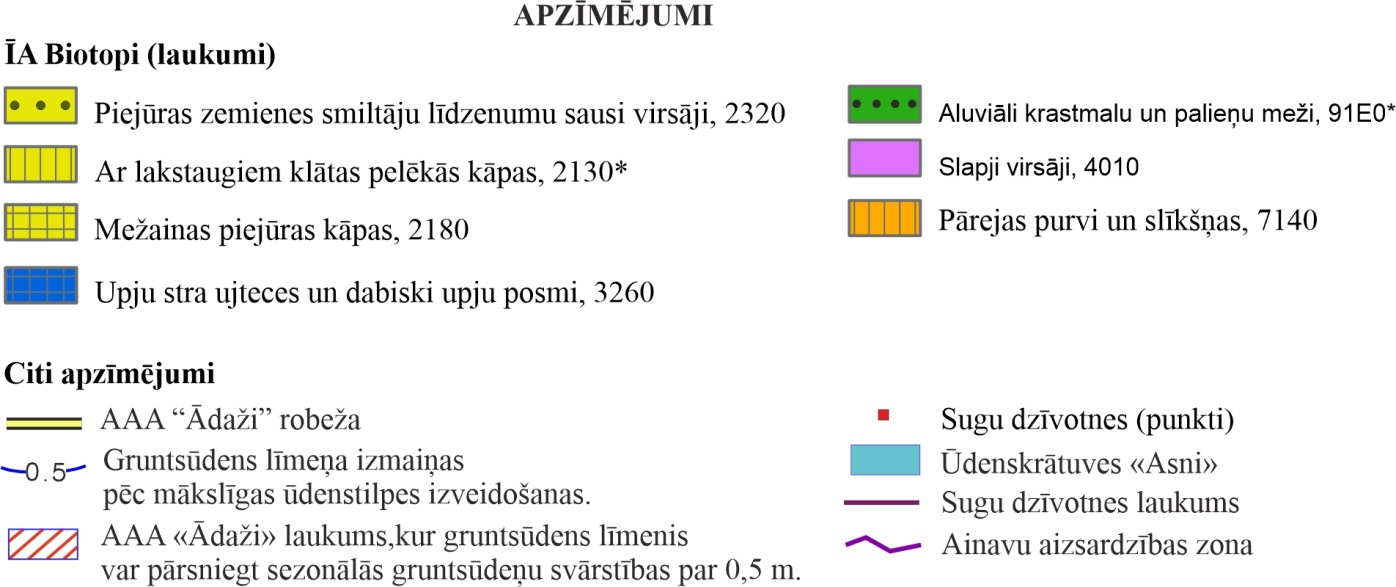 APZĪMĒJUMI
ĪA Biotopi (laukumi)
Piejūras zemienes smiltāju līdzenumu sausi virsāji, 2320
Ar lakstaugiem klātas pelēkās kāpas, 2130*
Mežainas piejūras kāpas, 2180
Upju stra ujteces un dabiski upju posmi, 3260
Aluviāli krastmalu un palieņu meži, 91E0*
Slapji virsāji, 4010
Pārejas purvi un slīkšņas, 7140
Citi apzīmējumi
AAA “Ādaži” robeža
0.5
Gruntsūdens līmeņa izmaiņas
pēc mākslīgas ūdenstilpes izveidošanas.
AAA «Ādaži» laukums,kur gruntsūdens līmenis
var pārsniegt sezonālās gruntsūdeņu svārstības par 0,5 m.
Sugu dzīvotnes (punkti)
Ūdenskrātuves «Asni»
Sugu dzīvotnes laukums
Ainavu aizsardzības zona